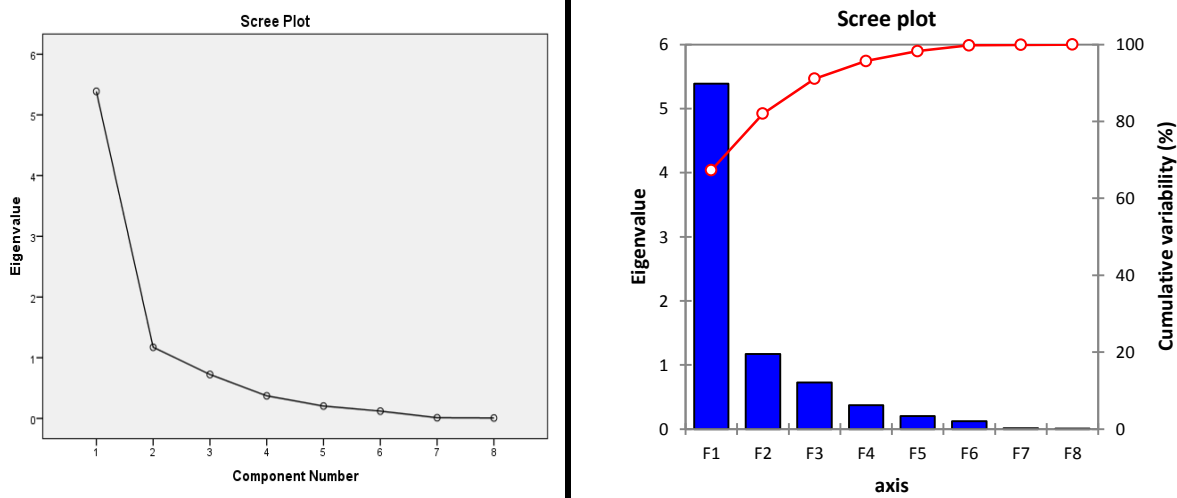 Scree Plot
6
5
4
3
2
1
0
Eigenvalue
1 2 3 4 5 6 7 8
Component Number
Scree plot
6
5
4
3
2
1
0
Eigenvalue
100
80
60
40
20
0
Cumulative variability (%)
F1 F2 F3 F4 F5 F6 F7 F8
axis